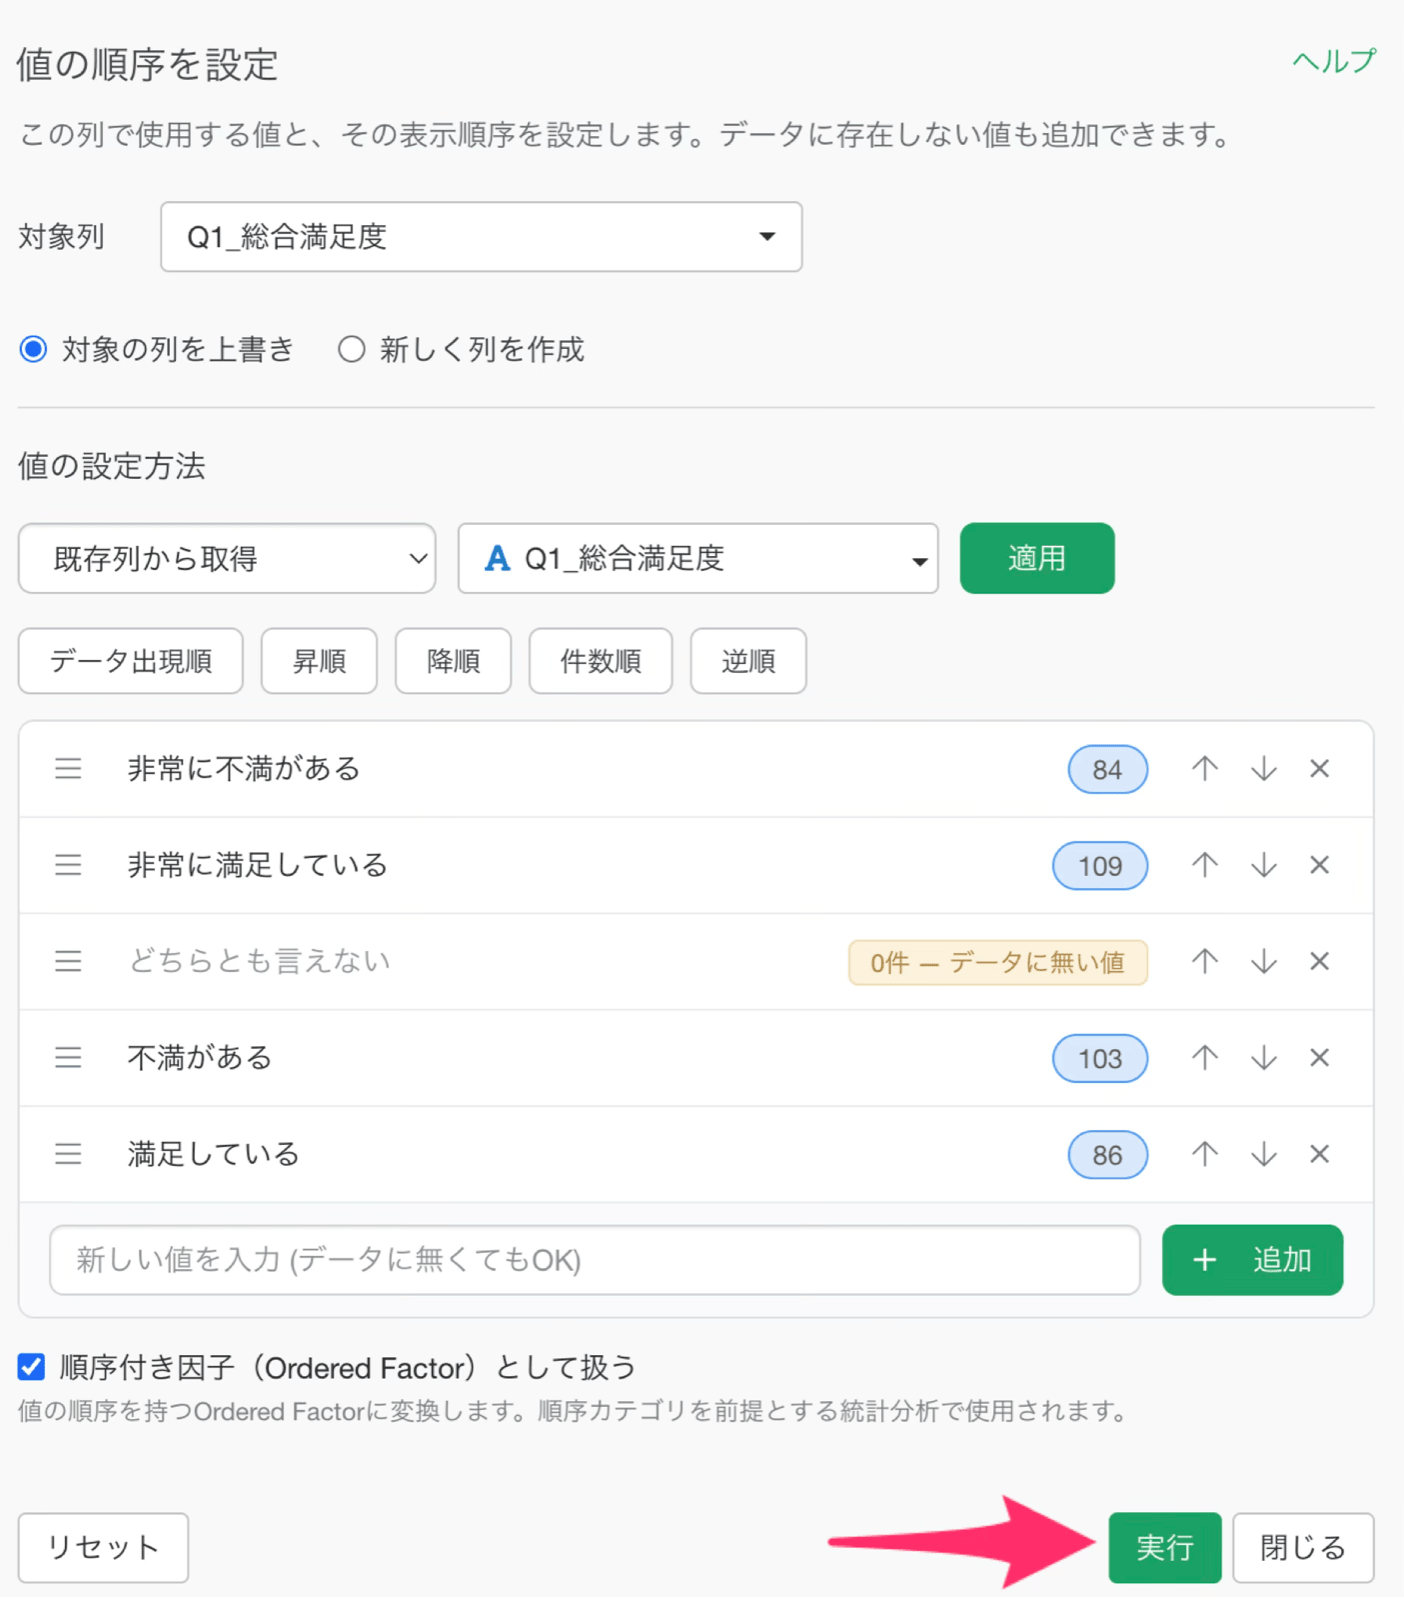 値の順序を設定
ヘルプ
この列で使用する値と、その表示順序を設定します。データに存在しない値も追加できます。
対象列
Q1_総合満足度
対象の列を上書き
新しく列を作成
値の設定方法
既存列から取得
A Q1_総合満足度
適用
データ出現順
昇順
降順
件数順
逆順
非常に不満がある 84
非常に満足している 109
どちらとも言えない 0件 — データに無い値
不満がある 103
満足している 86
新しい値を入力 (データに無くてもOK)
+ 追加
順序付き因子（Ordered Factor）として扱う
値の順序を持つOrdered Factorに変換します。順序カテゴリを前提とする統計分析で使用されます。
リセット
実行
閉じる